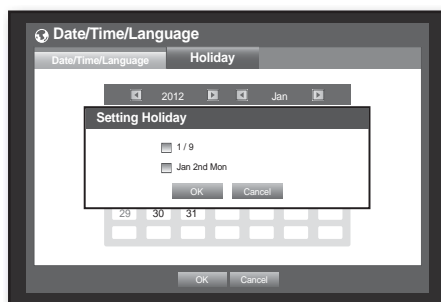 Date/Time/Language
Date/Time/Language Holiday
2012 Jan
Setting Holiday
1 / 9
Jan 2nd Mon
OK Cancel
29 30 31
OK Cancel